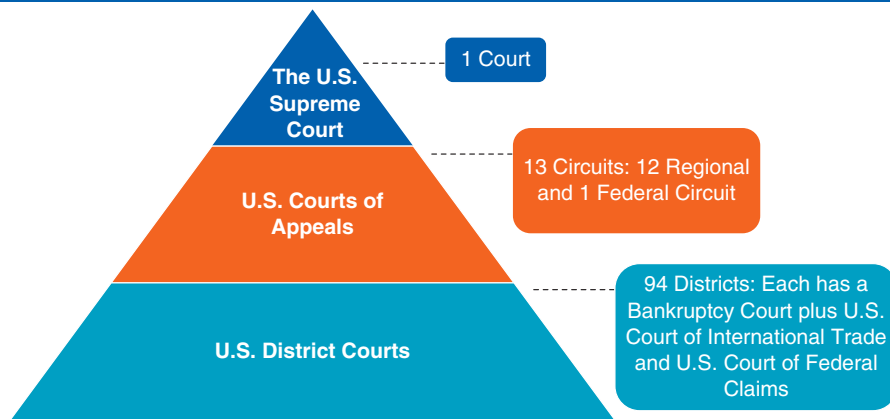 The U.S.
Supreme
Court
1 Court
U.S. Courts of
Appeals
13 Circuits: 12 Regional
and 1 Federal Circuit
U.S. District Courts
94 Districts: Each has a
Bankruptcy Court plus U.S.
Court of International Trade
and U.S. Court of Federal
Claims